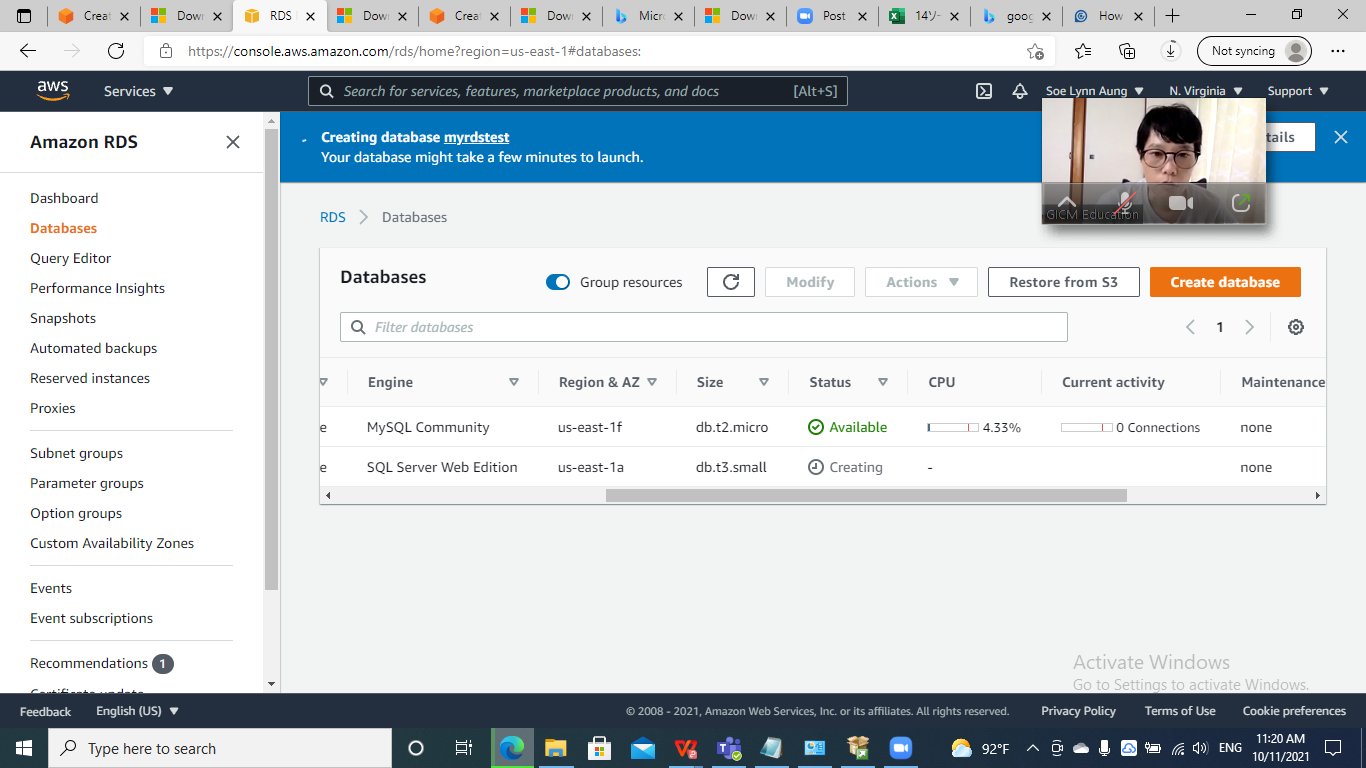 Creat
Down
RDS
Down
Creat
Down
Micr
Down
Post
14ソー
goog
How
https://console.aws.amazon.com/rds/home?region=us-east-1#databases:
Not syncing
aws
Services
Search for services, features, marketplace products, and docs
[Alt+S]
Soe Lynn Aung
N. Virginia
Support
Amazon RDS
Dashboard
Databases
Query Editor
Performance Insights
Snapshots
Automated backups
Reserved instances
Proxies
Subnet groups
Parameter groups
Option groups
Custom Availability Zones
Events
Event subscriptions
Recommendations 1
Certificate update
Creating database myrdstest
Your database might take a few minutes to launch.
tails
GICM Education
RDS Databases
Databases
Group resources
Modify
Actions
Restore from S3
Create database
Filter databases
1
Engine Region & AZ Size Status CPU Current activity Maintenance
e MySQL Community us-east-1f db.t2.micro Available 4.33% 0 Connections none
e SQL Server Web Edition us-east-1a db.t3.small Creating - none
Activate Windows
Go to Settings to activate Windows.
Feedback
English (US)
© 2008 - 2021, Amazon Web Services, Inc. or its affiliates. All rights reserved.
Privacy Policy
Terms of Use
Cookie preferences
Type here to search
92°F
ENG
11:20 AM
10/11/2021